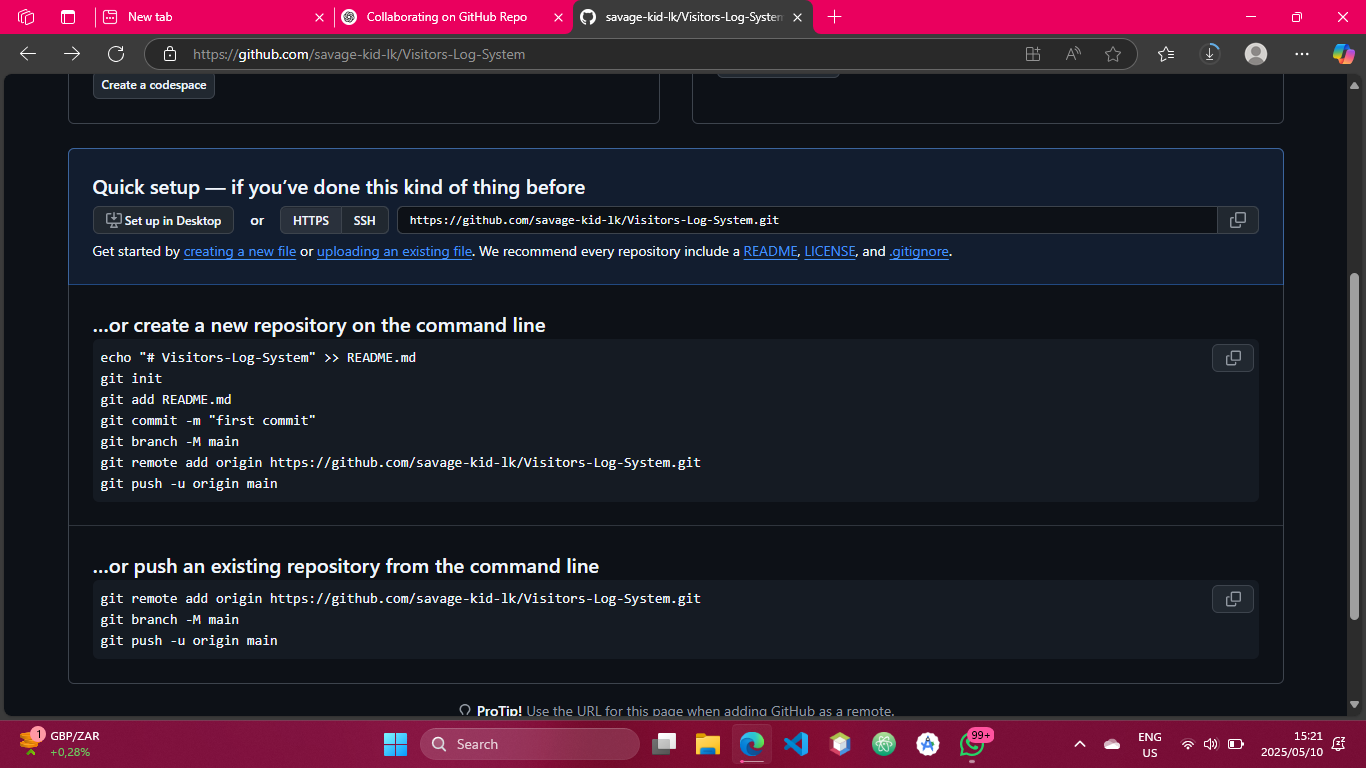 New tab
Collaborating on GitHub Repo
savage-kid-lk/Visitors-Log-System
https://github.com/savage-kid-lk/Visitors-Log-System
Create a codespace
Quick setup — if you’ve done this kind of thing before
Set up in Desktop or HTTPS SSH https://github.com/savage-kid-lk/Visitors-Log-System.git
Get started by creating a new file or uploading an existing file. We recommend every repository include a README, LICENSE, and .gitignore.
…or create a new repository on the command line
echo "# Visitors-Log-System" >> README.md
git init
git add README.md
git commit -m "first commit"
git branch -M main
git remote add origin https://github.com/savage-kid-lk/Visitors-Log-System.git
git push -u origin main
…or push an existing repository from the command line
git remote add origin https://github.com/savage-kid-lk/Visitors-Log-System.git
git branch -M main
git push -u origin main
ProTip! Use the URL for this page when adding GitHub as a remote.
1
GBP/ZAR
+0,28%
Search
99+
ENG
US
15:21
2025/05/10